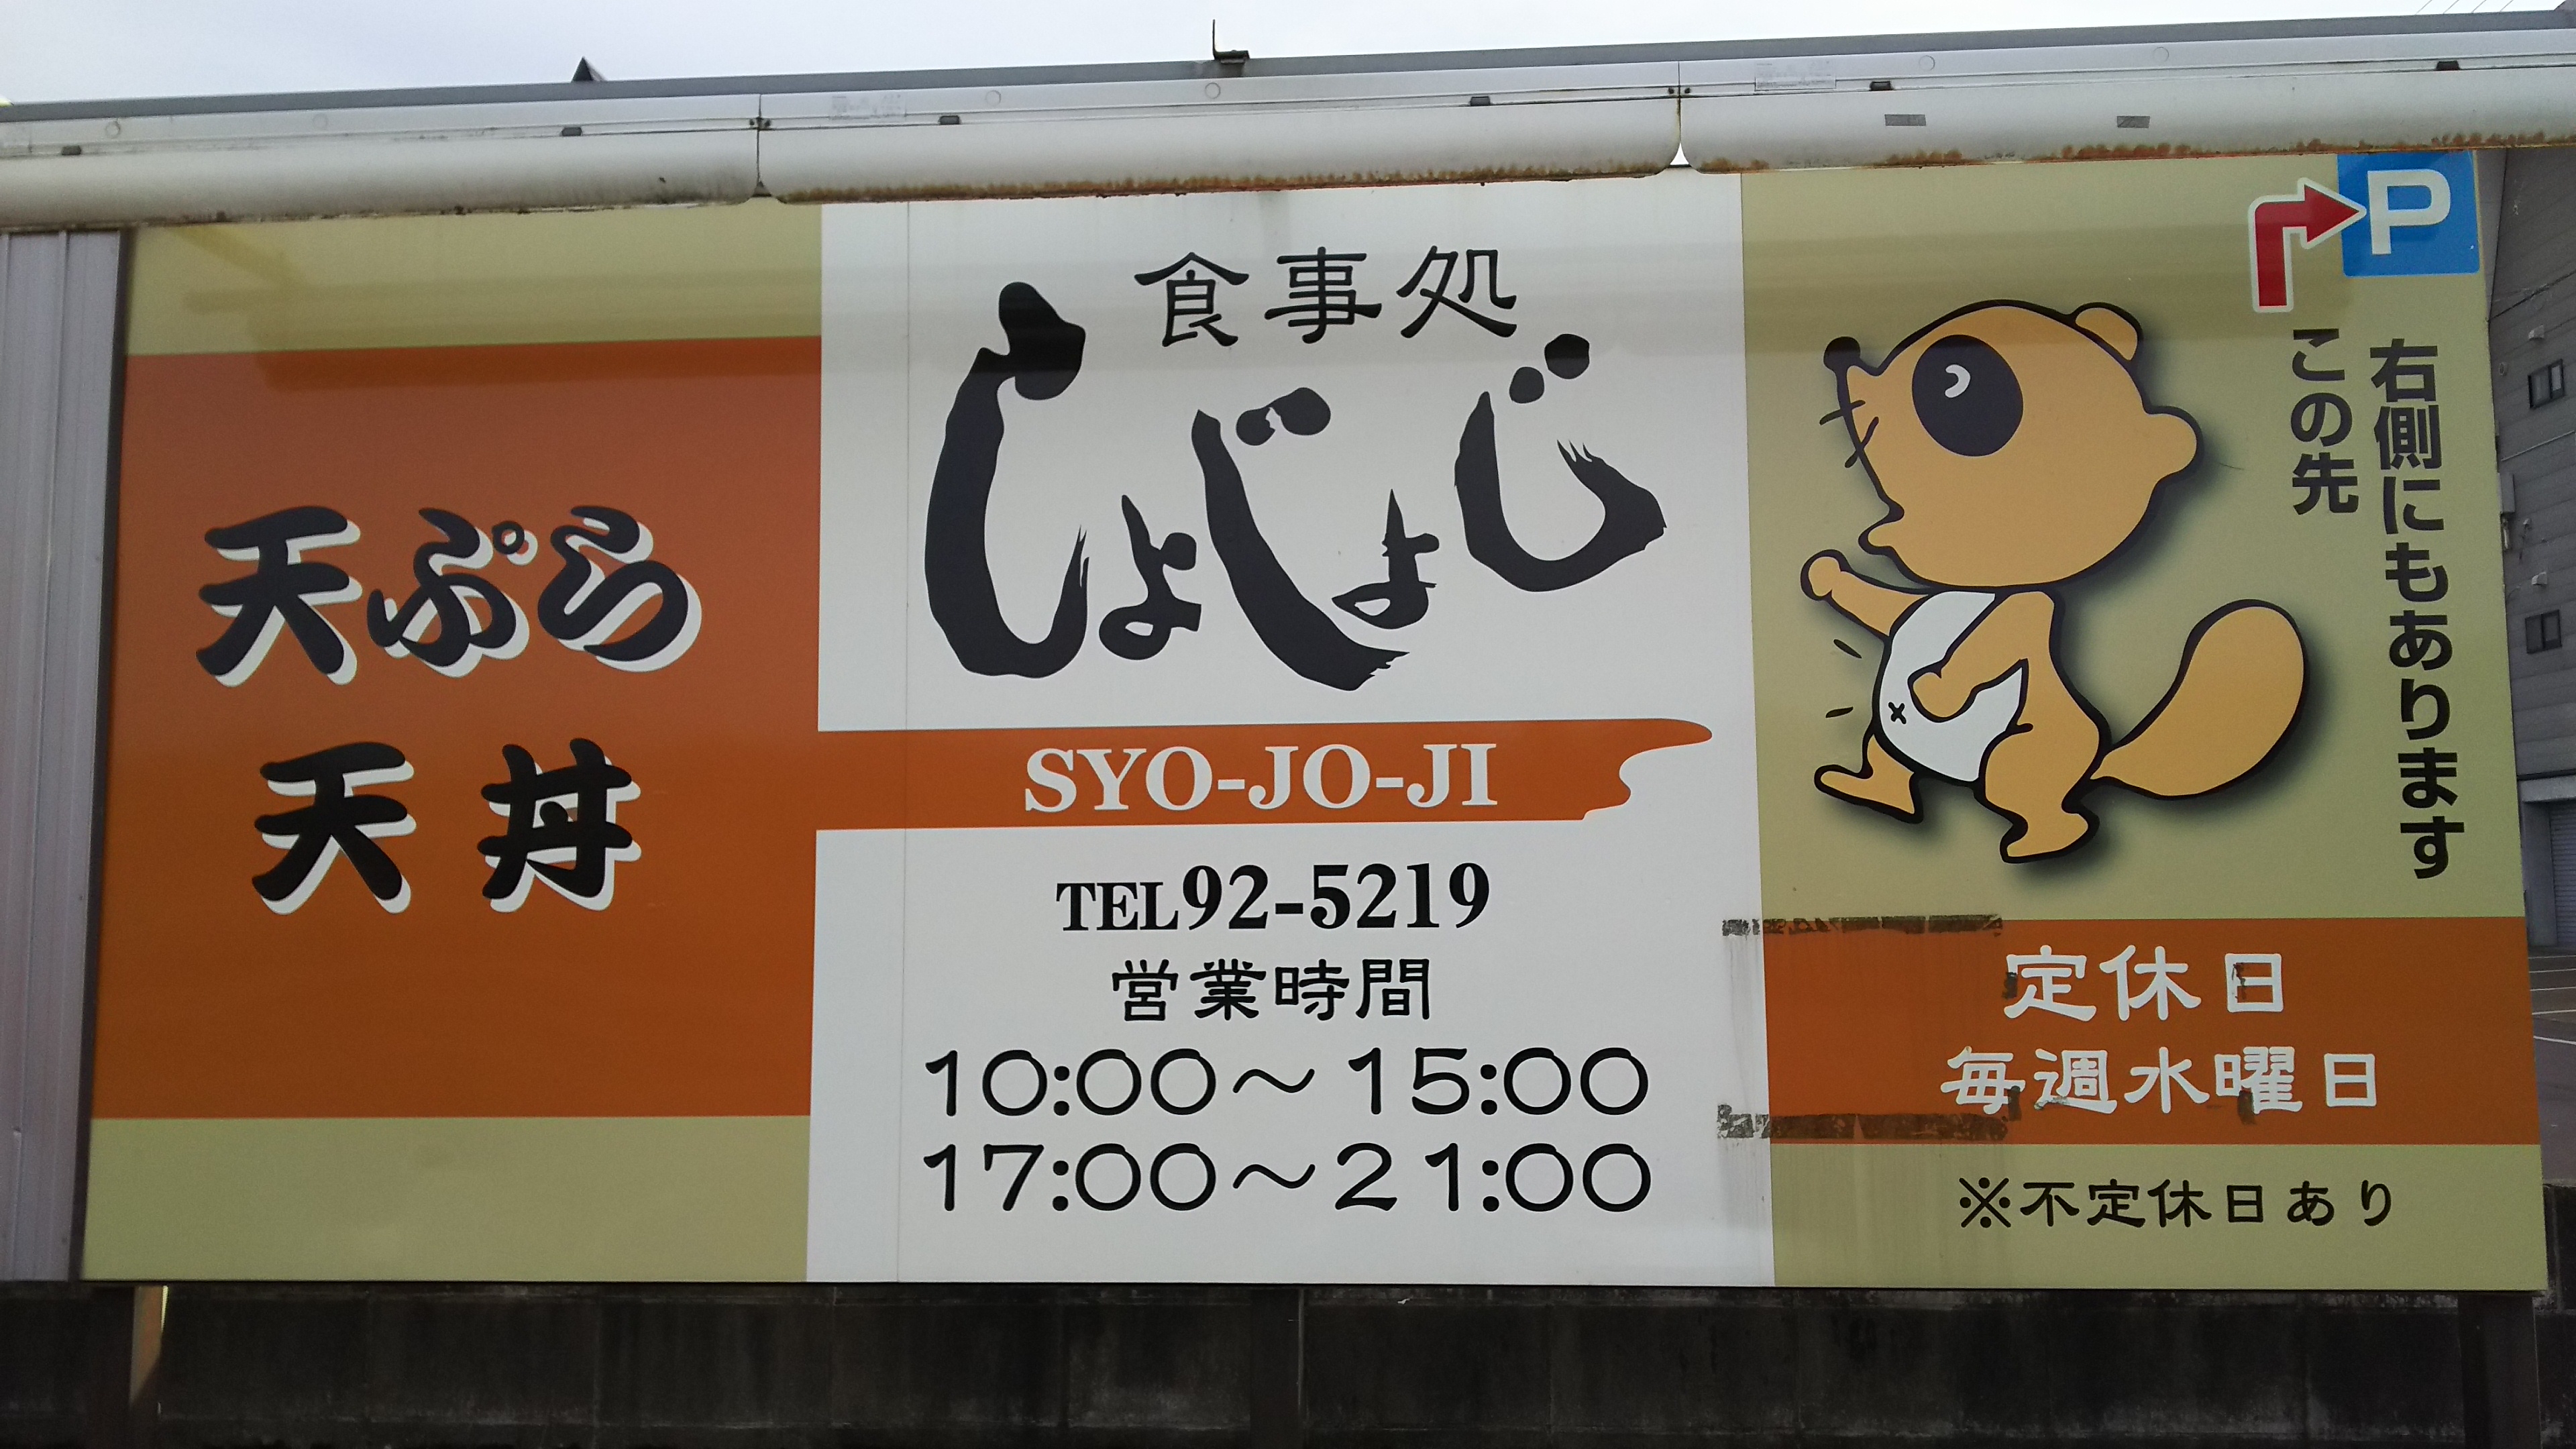 天ぷら
天丼
食事処
しょじょじ
SYO-JO-JI
TEL92-5219
営業時間
10:00〜15:00
17:00〜21:00
P
この先
右側にもあります
定休日
毎週水曜日
※不定休日あり